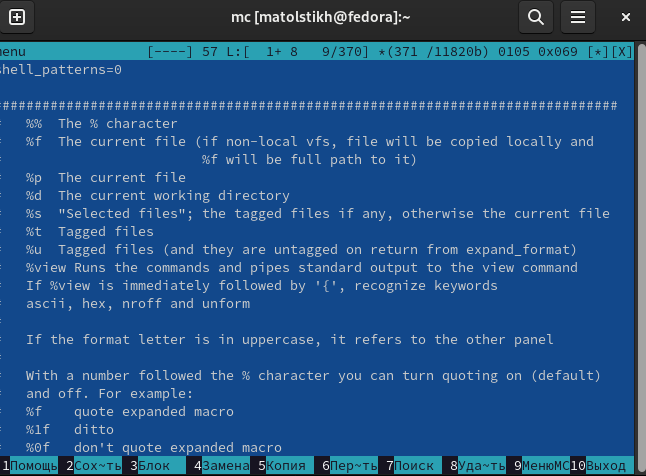 mc [matolstikh@fedora]:~
enu [----] 57 L:[ 1+ 8 9/370] *(371 /11820b) 0105 0x069 [*][X]
shell_patterns=0
##############################################################################
%% The % character
%f The current file (if non-local vfs, file will be copied locally and
%f will be full path to it)
%p The current file
%d The current working directory
%s "Selected files"; the tagged files if any, otherwise the current file
%t Tagged files
%u Tagged files (and they are untagged on return from expand_format)
%view Runs the commands and pipes standard output to the view command
If %view is immediately followed by '{', recognize keywords
ascii, hex, nroff and unform
If the format letter is in uppercase, it refers to the other panel
With a number followed the % character you can turn quoting on (default)
and off. For example:
%f quote expanded macro
%1f ditto
%0f don't quote expanded macro
1Помощь 2Сох~ть 3Блок 4Замена 5Копия 6Пер~ть 7Поиск 8Уда~ть 9МенюMC 10Выход